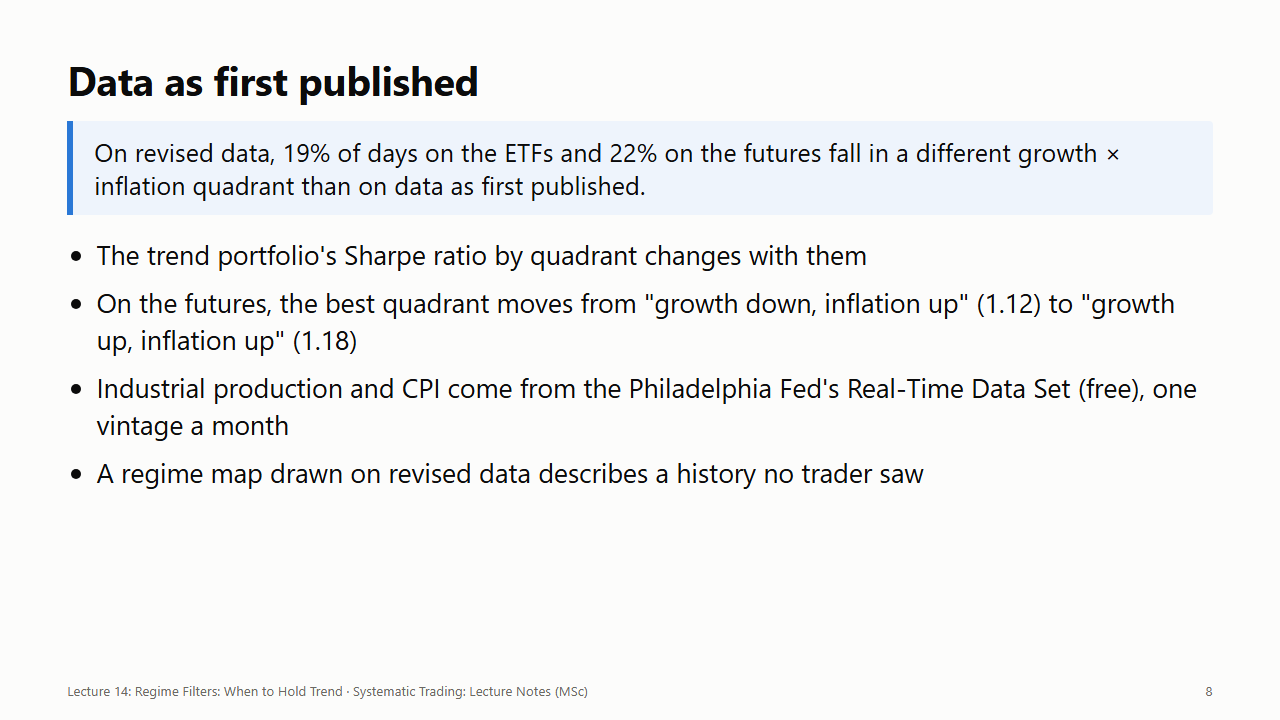 Data as first published
On revised data, 19% of days on the ETFs and 22% on the futures fall in a different growth ×
inflation quadrant than on data as first published.
• The trend portfolio's Sharpe ratio by quadrant changes with them
• On the futures, the best quadrant moves from "growth down, inflation up" (1.12) to "growth
up, inflation up" (1.18)
• Industrial production and CPI come from the Philadelphia Fed's Real-Time Data Set (free), one
vintage a month
• A regime map drawn on revised data describes a history no trader saw
Lecture 14: Regime Filters: When to Hold Trend · Systematic Trading: Lecture Notes (MSc)
8